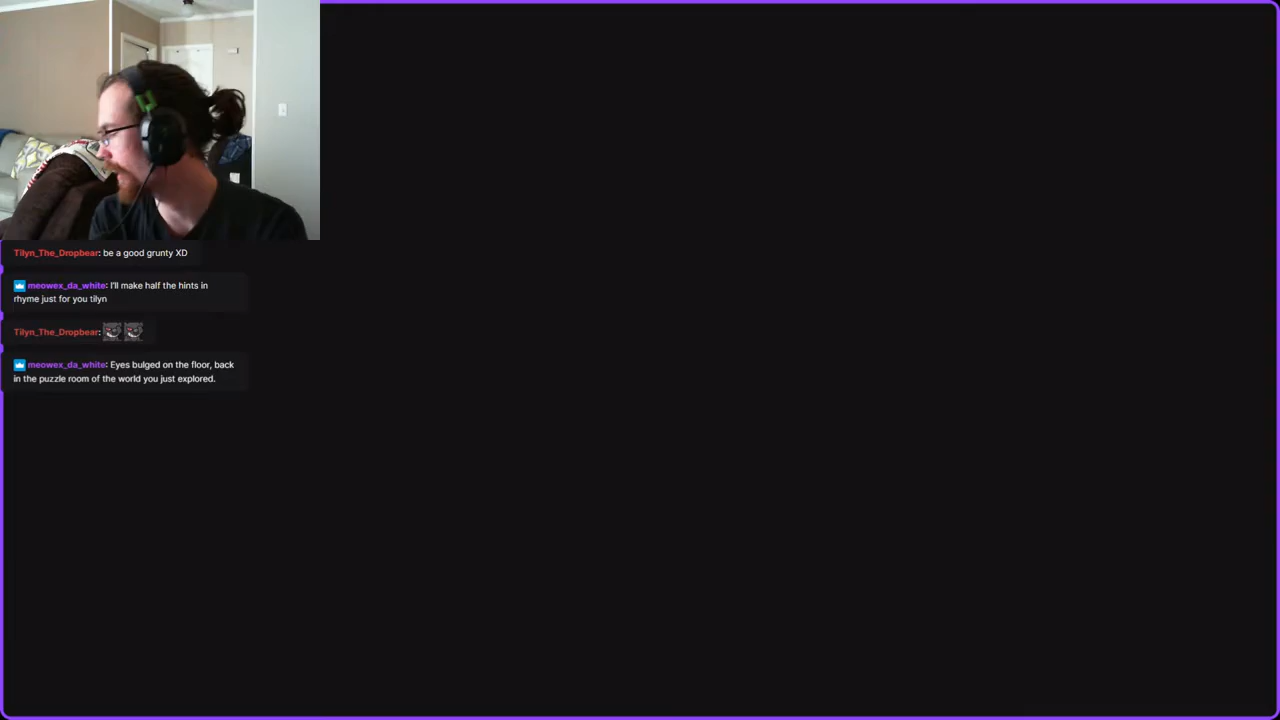 Tilyn_The_Dropbear: be a good grunty XD
meowex_da_white: I'll make half the hints in
rhyme just for you tilyn
Tilyn_The_Dropbear:
meowex_da_white: Eyes bulged on the floor, back
in the puzzle room of the world you just explored.